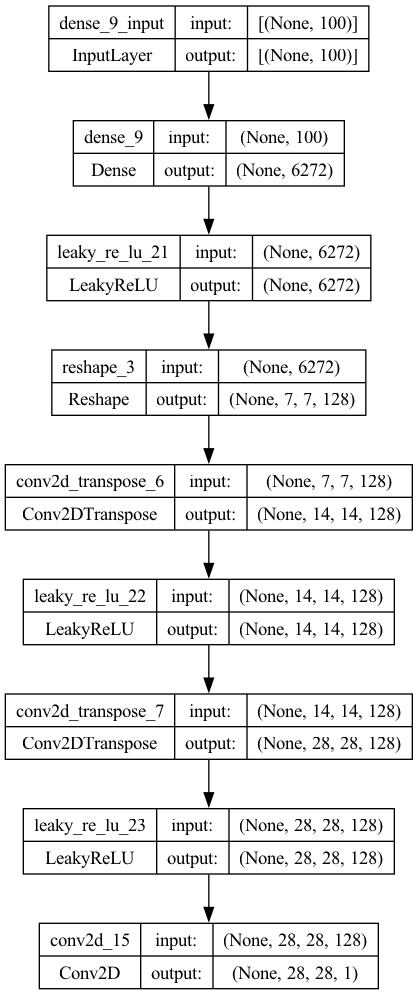 dense_9_input input: [(None, 100)]
InputLayer output: [(None, 100)]
dense_9 input: (None, 100)
Dense output: (None, 6272)
leaky_re_lu_21 input: (None, 6272)
LeakyReLU output: (None, 6272)
reshape_3 input: (None, 6272)
Reshape output: (None, 7, 7, 128)
conv2d_transpose_6 input: (None, 7, 7, 128)
Conv2DTranspose output: (None, 14, 14, 128)
leaky_re_lu_22 input: (None, 14, 14, 128)
LeakyReLU output: (None, 14, 14, 128)
conv2d_transpose_7 input: (None, 14, 14, 128)
Conv2DTranspose output: (None, 28, 28, 128)
leaky_re_lu_23 input: (None, 28, 28, 128)
LeakyReLU output: (None, 28, 28, 128)
conv2d_15 input: (None, 28, 28, 128)
Conv2D output: (None, 28, 28, 1)